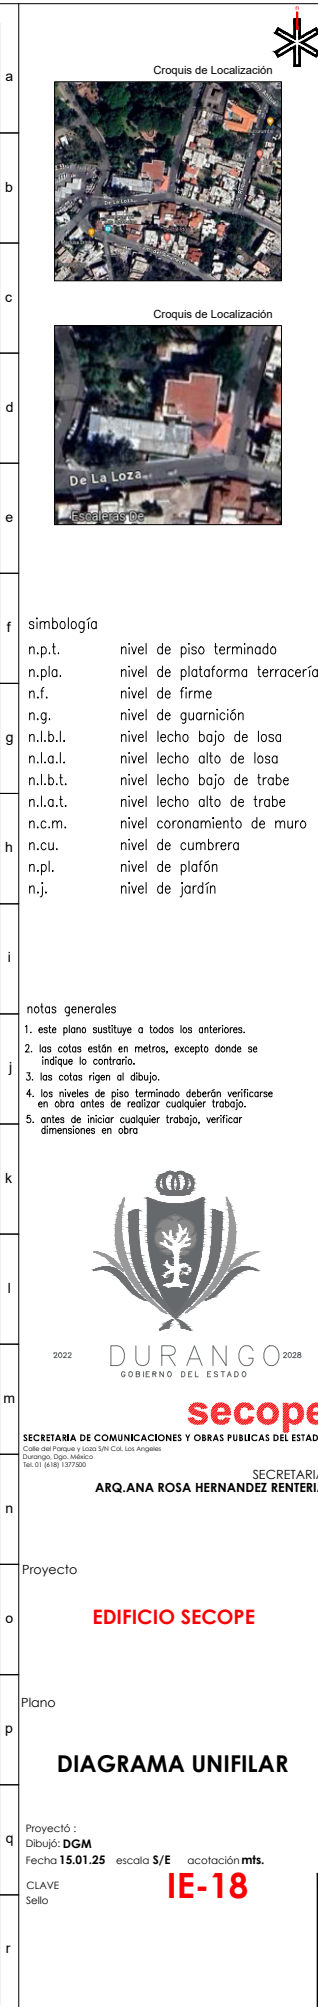 n
Croquis de Localización
De La Loza
Croquis de Localización
De La Loza
Escaleras De
simbología
n.p.t. nivel de piso terminado
n.pla. nivel de plataforma terracería
n.f. nivel de firme
n.g. nivel de guarnición
n.l.b.l. nivel lecho bajo de losa
n.l.a.l. nivel lecho alto de losa
n.l.b.t. nivel lecho bajo de trabe
n.l.a.t. nivel lecho alto de trabe
n.c.m. nivel coronamiento de muro
n.cu. nivel de cumbrera
n.pl. nivel de plafón
n.j. nivel de jardín
notas generales
1. este plano sustituye a todos los anteriores.
2. las cotas están en metros, excepto donde se
indique lo contrario.
3. las cotas rigen al dibujo.
4. los niveles de piso terminado deberán verificarse
en obra antes de realizar cualquier trabajo.
5. antes de iniciar cualquier trabajo, verificar
dimensiones en obra
2022 DURANGO 2028
GOBIERNO DEL ESTADO
secope
SECRETARIA DE COMUNICACIONES Y OBRAS PUBLICAS DEL ESTAD
Calle del Parque y Loza S/N Col. Los Angeles
Durango, Dgo. México
Tel. 01 (618) 1377500
SECRETARIA
ARQ.ANA ROSA HERNANDEZ RENTERIA
Proyecto
EDIFICIO SECOPE
Plano
DIAGRAMA UNIFILAR
Proyectó :
Dibujó: DGM
Fecha 15.01.25 escala S/E acotación mts.
CLAVE IE-18
Sello
a
b
c
d
e
f
g
h
i
j
k
l
m
n
o
p
q
r